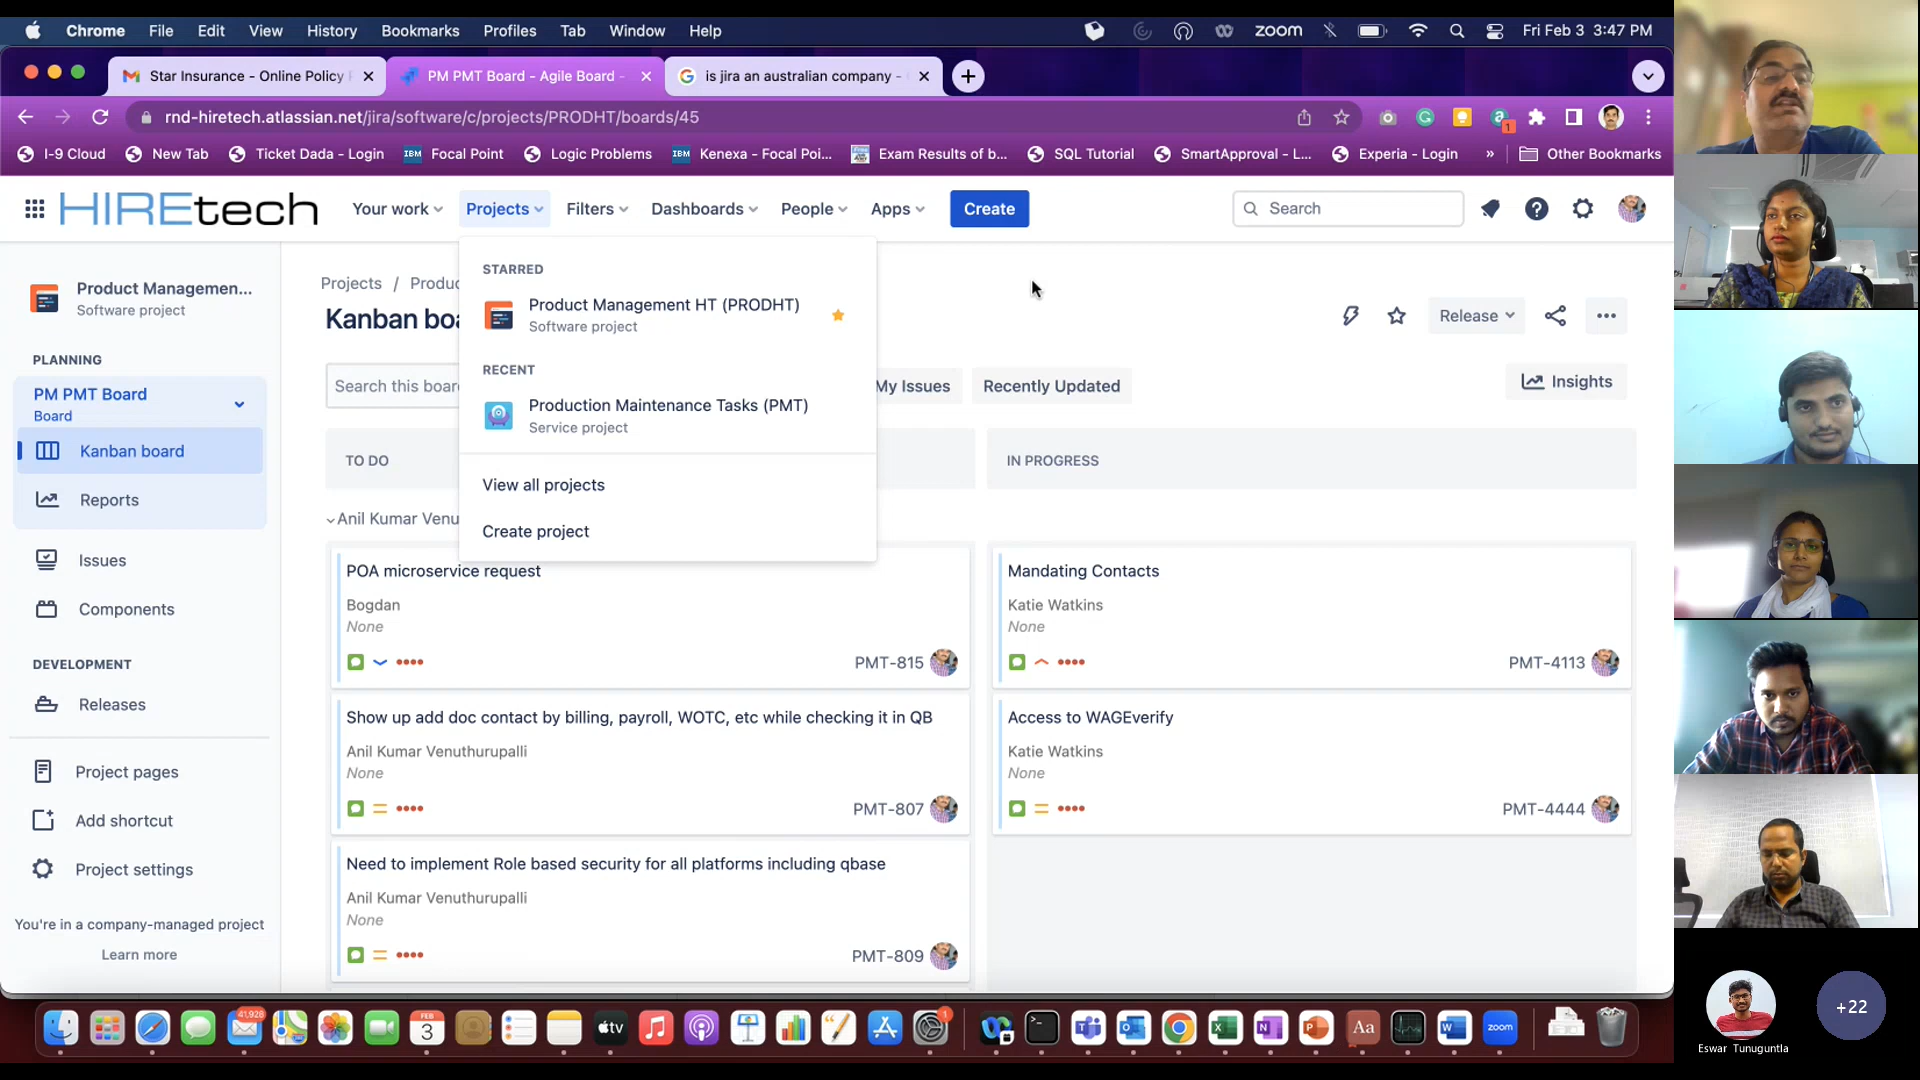 Chrome File Edit View History Bookmarks Profiles Tab Window Help
zoom Fri Feb 3 3:47 PM
Star Insurance - Online Policy
PM PMT Board - Agile Board -
is jira an australian company -
rnd-hiretech.atlassian.net/jira/software/c/projects/PRODHT/boards/45
I-9 Cloud New Tab Ticket Dada - Login IBM Focal Point Logic Problems IBM Kenexa - Focal Poi... Exam Results of b... SQL Tutorial SmartApproval - L... Experia - Login » Other Bookmarks
HIREtech Your work Projects Filters Dashboards People Apps Create Search
Product Managemen...
Software project
PLANNING
PM PMT Board
Board
Kanban board
Reports
Issues
Components
DEVELOPMENT
Releases
Project pages
Add shortcut
Project settings
You're in a company-managed project
Learn more
Projects / Produc
Kanban boa
Release
Search this boar
My Issues Recently Updated Insights
STARRED
Product Management HT (PRODHT)
Software project
RECENT
Production Maintenance Tasks (PMT)
Service project
View all projects
Create project
TO DO
IN PROGRESS
Anil Kumar Venu
POA microservice request
Bogdan
None
PMT-815
Show up add doc contact by billing, payroll, WOTC, etc while checking it in QB
Anil Kumar Venuthurupalli
None
PMT-807
Need to implement Role based security for all platforms including qbase
Anil Kumar Venuthurupalli
None
PMT-809
Mandating Contacts
Katie Watkins
None
PMT-4113
Access to WAGEverify
Katie Watkins
None
PMT-4444
41,928
FEB
3
tv
1
Aa
zoom
+22
Eswar Tunuguntla